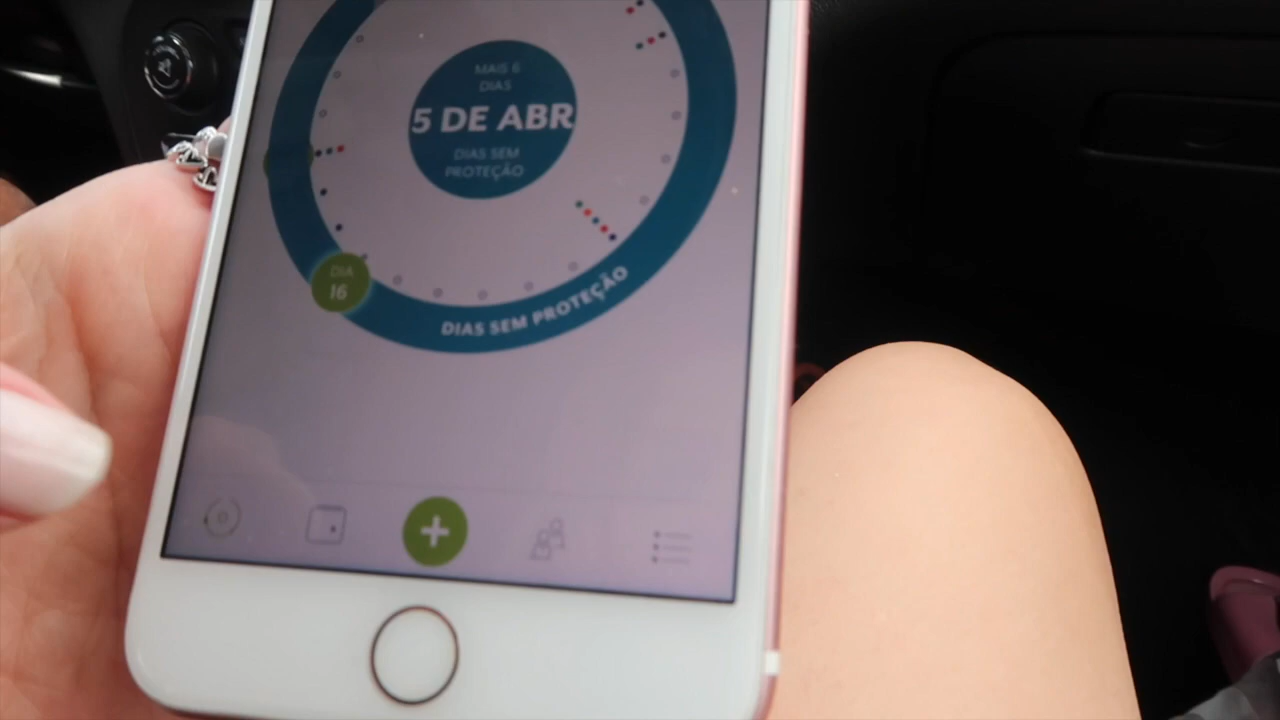 MAIS 6
DIAS
5 DE ABR
DIAS SEM
PROTEÇÃO
DIA
16
DIAS SEM PROTEÇÃO